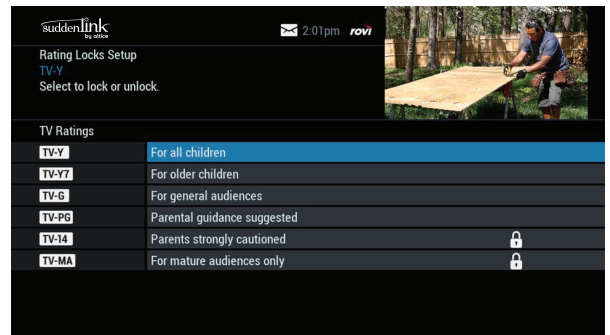 suddenlink
by altice
2:01pm rovi
Rating Locks Setup
TV-Y
Select to lock or unlock.
TV Ratings
TV-Y For all children
TV-Y7 For older children
TV-G For general audiences
TV-PG Parental guidance suggested
TV-14 Parents strongly cautioned
TV-MA For mature audiences only